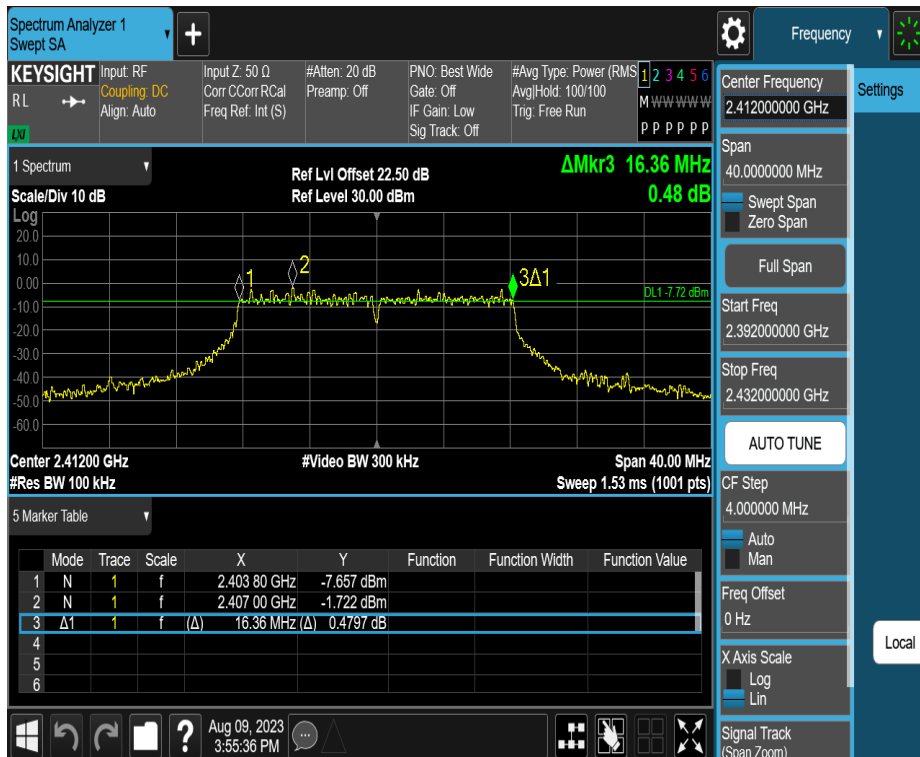 Spectrum Analyzer 1
Swept SA
+
Frequency
KEYSIGHT
R L
LXI
Input: RF
Coupling: DC
Align: Auto
Input Z: 50 Ω
Corr CCorr RCal
Freq Ref: Int (S)
#Atten: 20 dB
Preamp: Off
PNO: Best Wide
Gate: Off
IF Gain: Low
Sig Track: Off
#Avg Type: Power (RMS
Avg|Hold: 100/100
Trig: Free Run
1 2 3 4 5 6
M W W W W W
P P P P P P
1 Spectrum
Scale/Div 10 dB
Ref Lvl Offset 22.50 dB
Ref Level 30.00 dBm
ΔMkr3 16.36 MHz
0.48 dB
Log
20.0
10.0
0.00
-10.0
-20.0
-30.0
-40.0
-50.0
-60.0
1
2
3Δ1
DL1 -7.72 dBm
Center 2.41200 GHz
#Res BW 100 kHz
#Video BW 300 kHz
Span 40.00 MHz
Sweep 1.53 ms (1001 pts)
5 Marker Table
Mode Trace Scale X Y Function Function Width Function Value
1 N 1 f 2.403 80 GHz -7.657 dBm
2 N 1 f 2.407 00 GHz -1.722 dBm
3 Δ1 1 f (Δ) 16.36 MHz (Δ) 0.4797 dB
4
5
6
?
Aug 09, 2023
3:55:36 PM
Center Frequency
2.412000000 GHz
Span
40.0000000 MHz
Swept Span
Zero Span
Full Span
Start Freq
2.392000000 GHz
Stop Freq
2.432000000 GHz
AUTO TUNE
CF Step
4.000000 MHz
Auto
Man
Freq Offset
0 Hz
X Axis Scale
Log
Lin
Signal Track
(Span Zoom)
Settings
Local